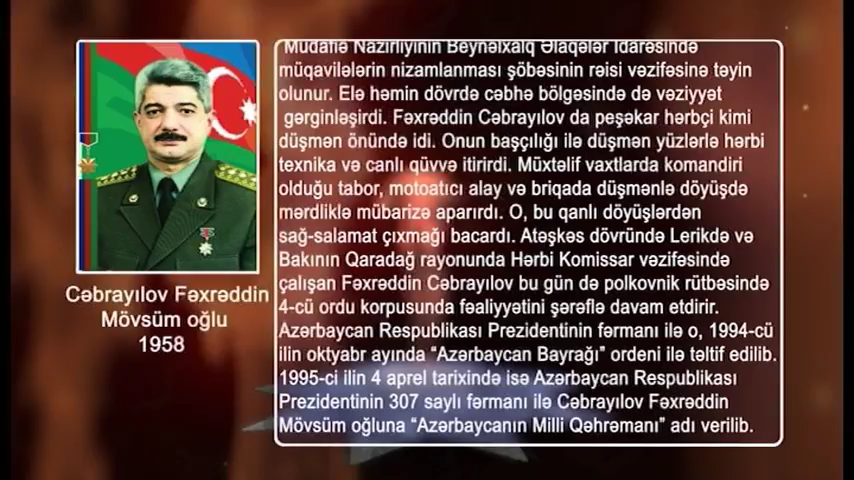 Müdafiə Nazirliyinin Beynəlxalq Əlaqələr İdarəsində
müqavilələrin nizamlanması şöbəsinin rəisi vəzifəsinə təyin
olunur. Elə həmin dövrdə cəbhə bölgəsində də vəziyyət
gərginləşirdi. Fəxrəddin Cəbrayılov da peşəkar hərbçi kimi
düşmən önündə idi. Onun başçılığı ilə düşmən yüzlərlə hərbi
texnika və canlı qüvvə itirirdi. Müxtəlif vaxtlarda komandiri
olduğu tabor, motoatıcı alay və briqada düşmənlə döyüşdə
mərdliklə mübarizə aparırdı. O, bu qanlı döyüşlərdən
sağ-salamat çıxmağı bacardı. Atəşkəs dövründə Lerikdə və
Bakının Qaradağ rayonunda Hərbi Komissar vəzifəsində
çalışan Fəxrəddin Cəbrayılov bu gün də polkovnik rütbəsində
4-cü ordu korpusunda fəaliyyətini şərəflə davam etdirir.
Azərbaycan Respublikası Prezidentinin fərmanı ilə o, 1994-cü
ilin oktyabr ayında “Azərbaycan Bayrağı” ordeni ilə təltif edilib.
1995-ci ilin 4 aprel tarixində isə Azərbaycan Respublikası
Prezidentinin 307 saylı fərmanı ilə Cəbrayılov Fəxrəddin
Mövsüm oğluna “Azərbaycanın Milli Qəhrəmanı” adı verilib.
Cəbrayılov Fəxrəddin
Mövsüm oğlu
1958